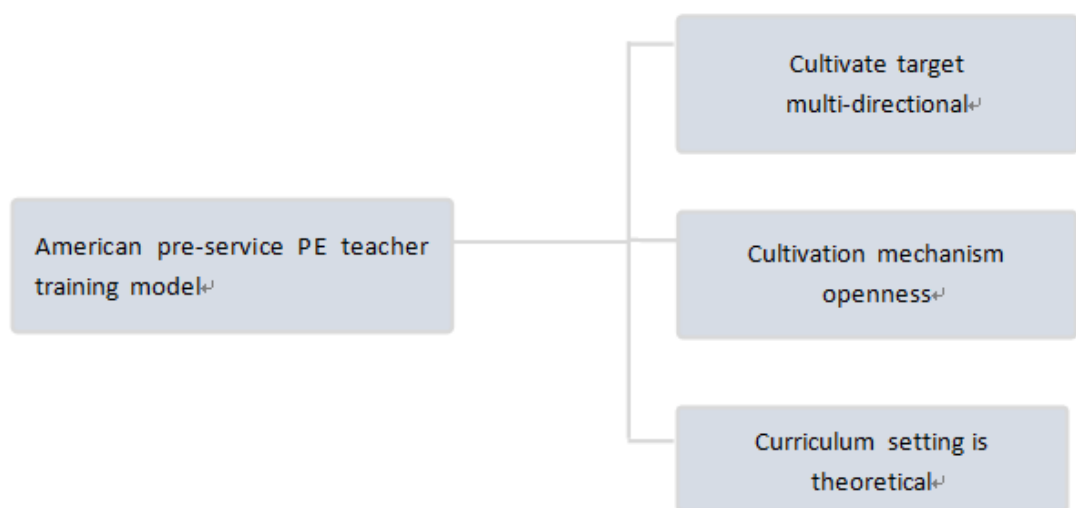 Cultivate target
multi-directional↵
American pre-service PE teacher
training model↵
Cultivation mechanism
openness↵
Curriculum setting is
theoretical↵